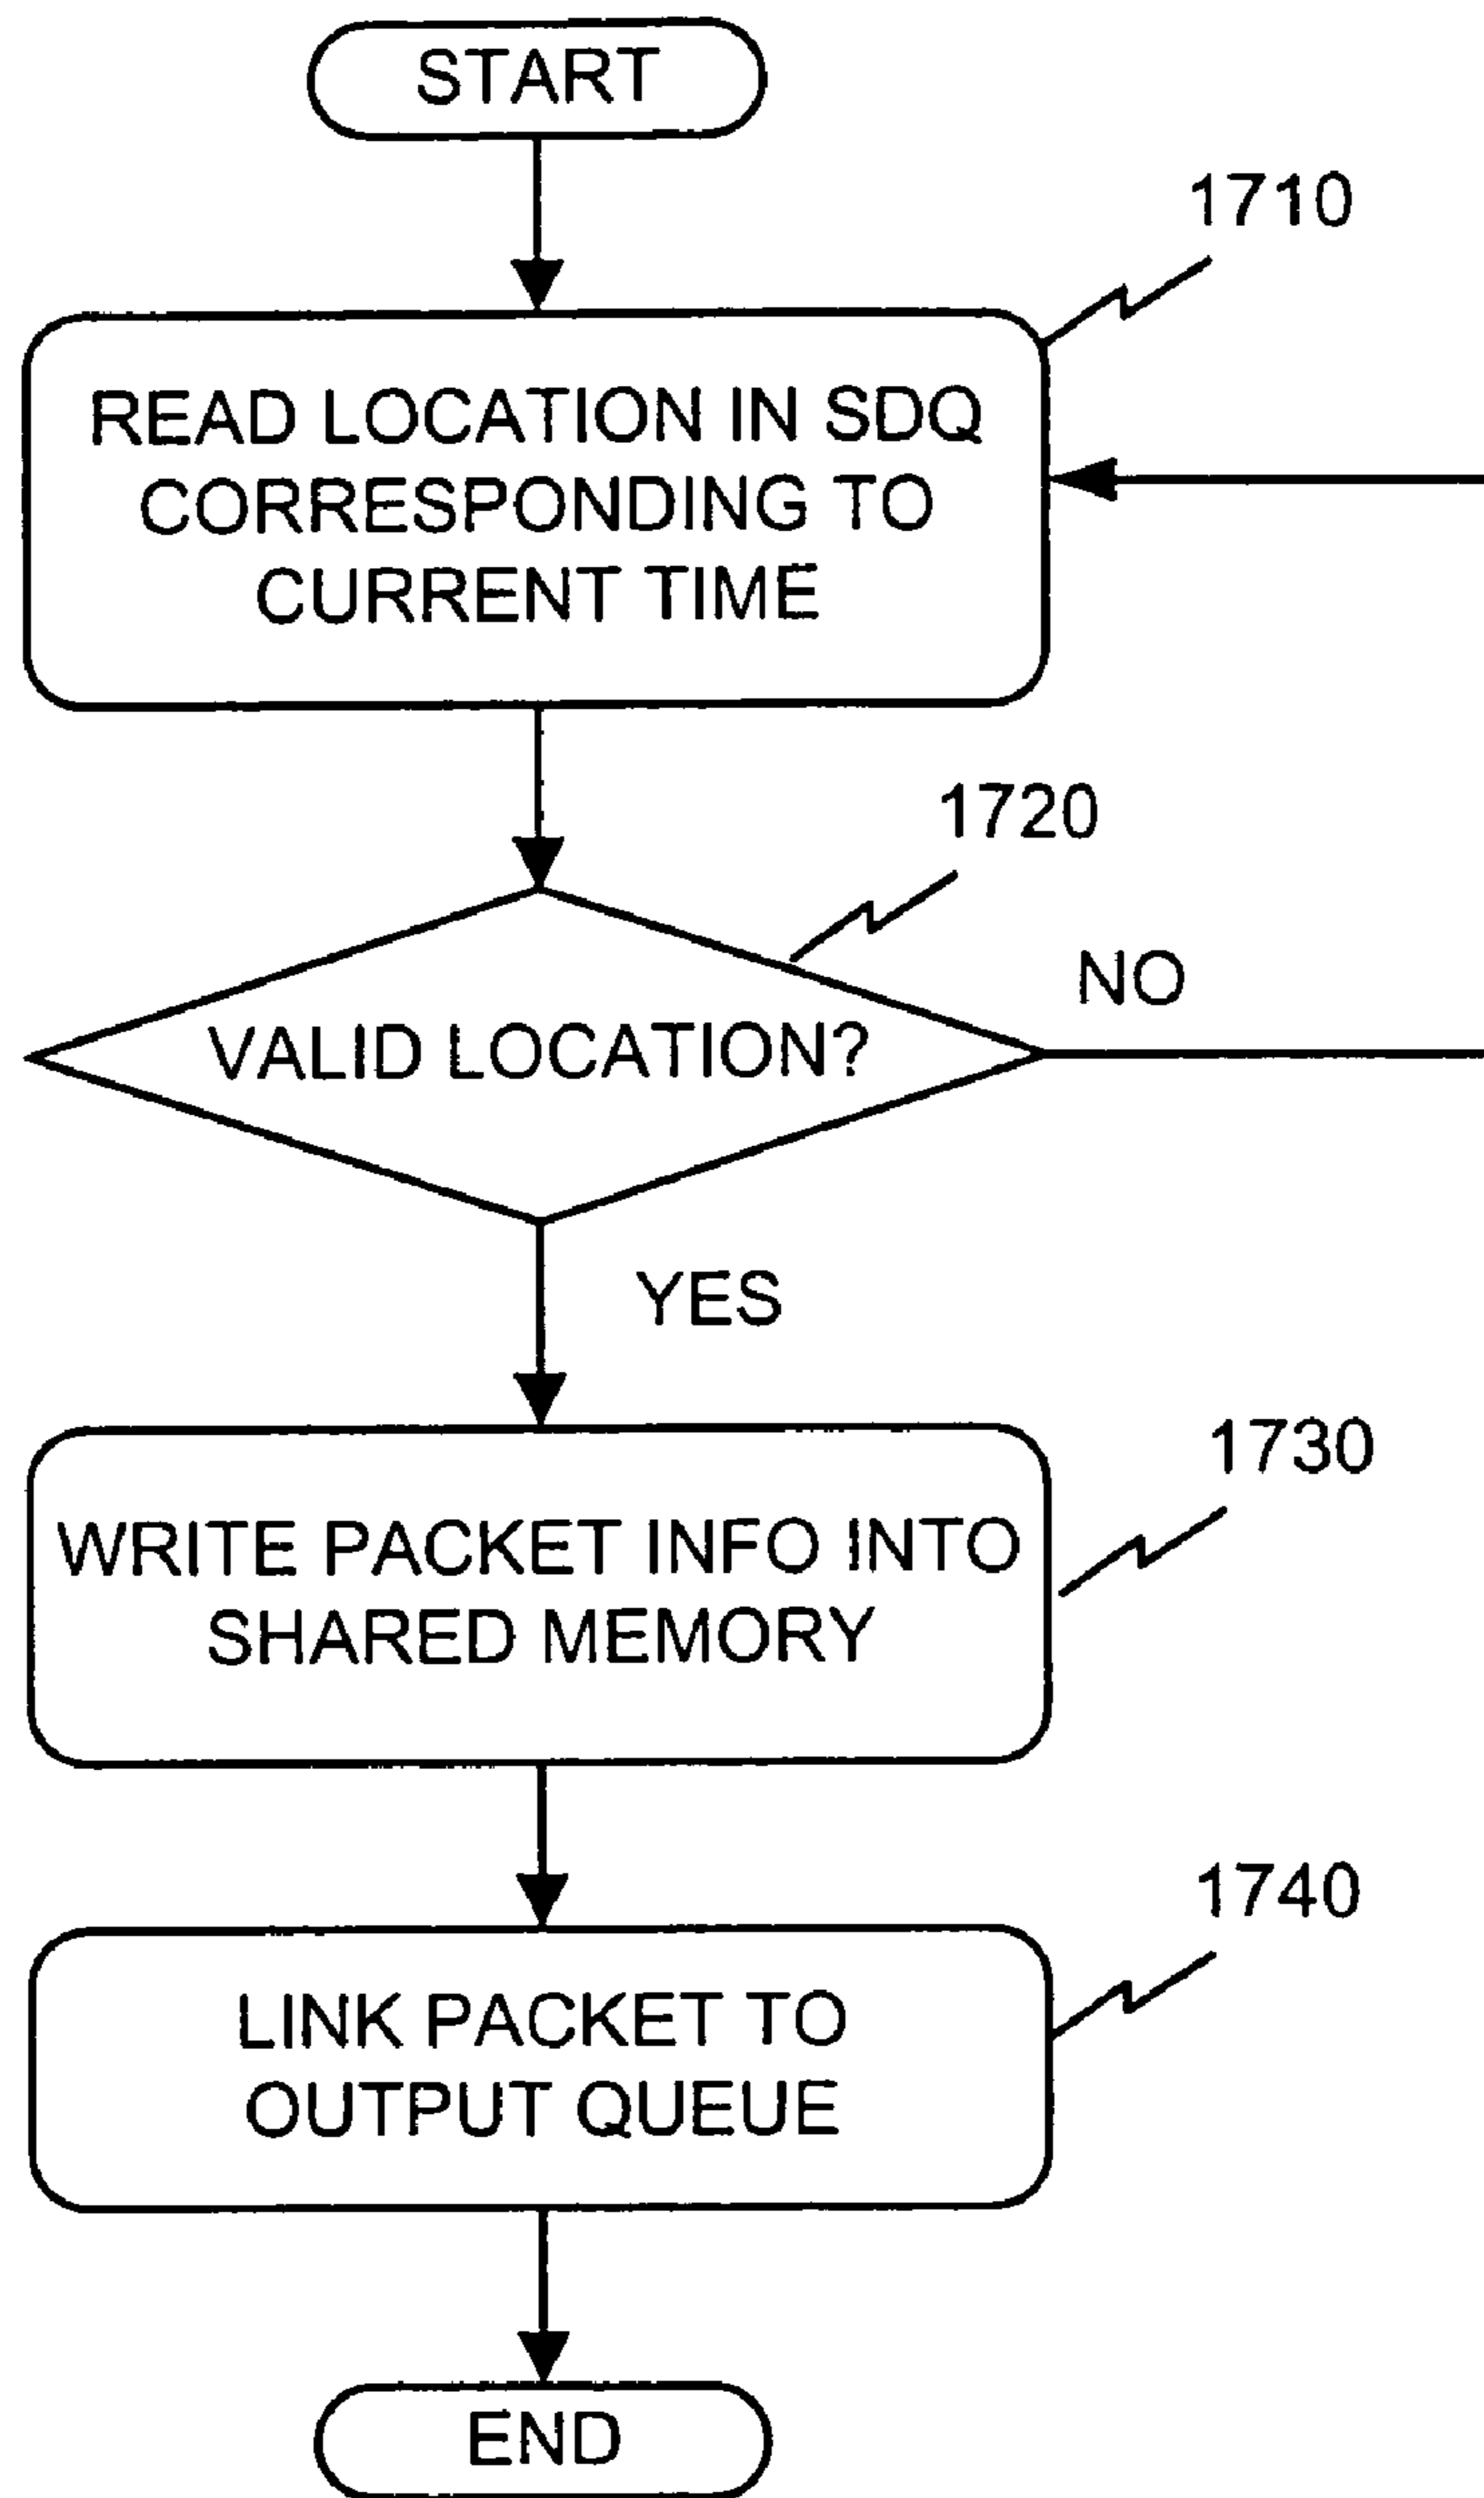 START
1710
READ LOCATION IN SDQ
CORRESPONDING TO
CURRENT TIME
1720
NO
VALID LOCATION?
YES
1730
WRITE PACKET INFO INTO
SHARED MEMORY
1740
LINK PACKET TO
OUTPUT QUEUE
END